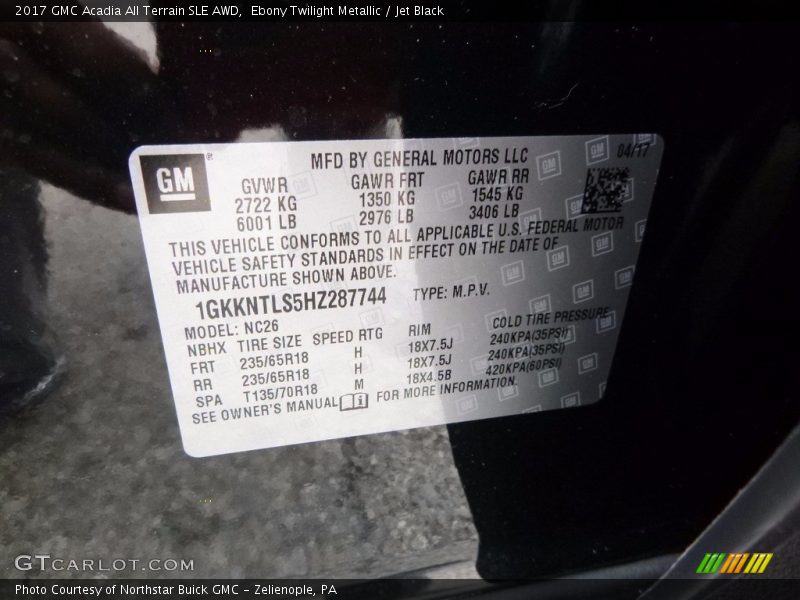 2017 GMC Acadia All Terrain SLE AWD, Ebony Twilight Metallic / Jet Black
GM ® MFD BY GENERAL MOTORS LLC 04/17
GVWR GAWR FRT GAWR RR
2722 KG 1350 KG 1545 KG
6001 LB 2976 LB 3406 LB
THIS VEHICLE CONFORMS TO ALL APPLICABLE U.S. FEDERAL MOTOR
VEHICLE SAFETY STANDARDS IN EFFECT ON THE DATE OF
MANUFACTURE SHOWN ABOVE.
1GKKNTLS5HZ287744 TYPE: M.P.V.
MODEL: NC26
NBHX TIRE SIZE SPEED RTG RIM COLD TIRE PRESSURE
FRT 235/65R18 H 18X7.5J 240KPA(35PSI)
RR 235/65R18 H 18X7.5J 240KPA(35PSI)
SPA T135/70R18 M 18X4.5B 420KPA(60PSI)
SEE OWNER'S MANUAL i FOR MORE INFORMATION.
GTCARLOT.COM
Photo Courtesy of Northstar Buick GMC - Zelienople, PA